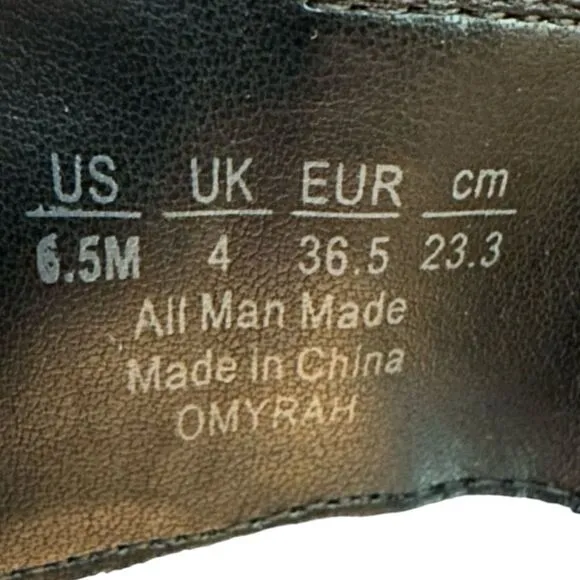 US UK EUR cm
6.5M 4 36.5 23.3
All Man Made
Made in China
OMYRAH